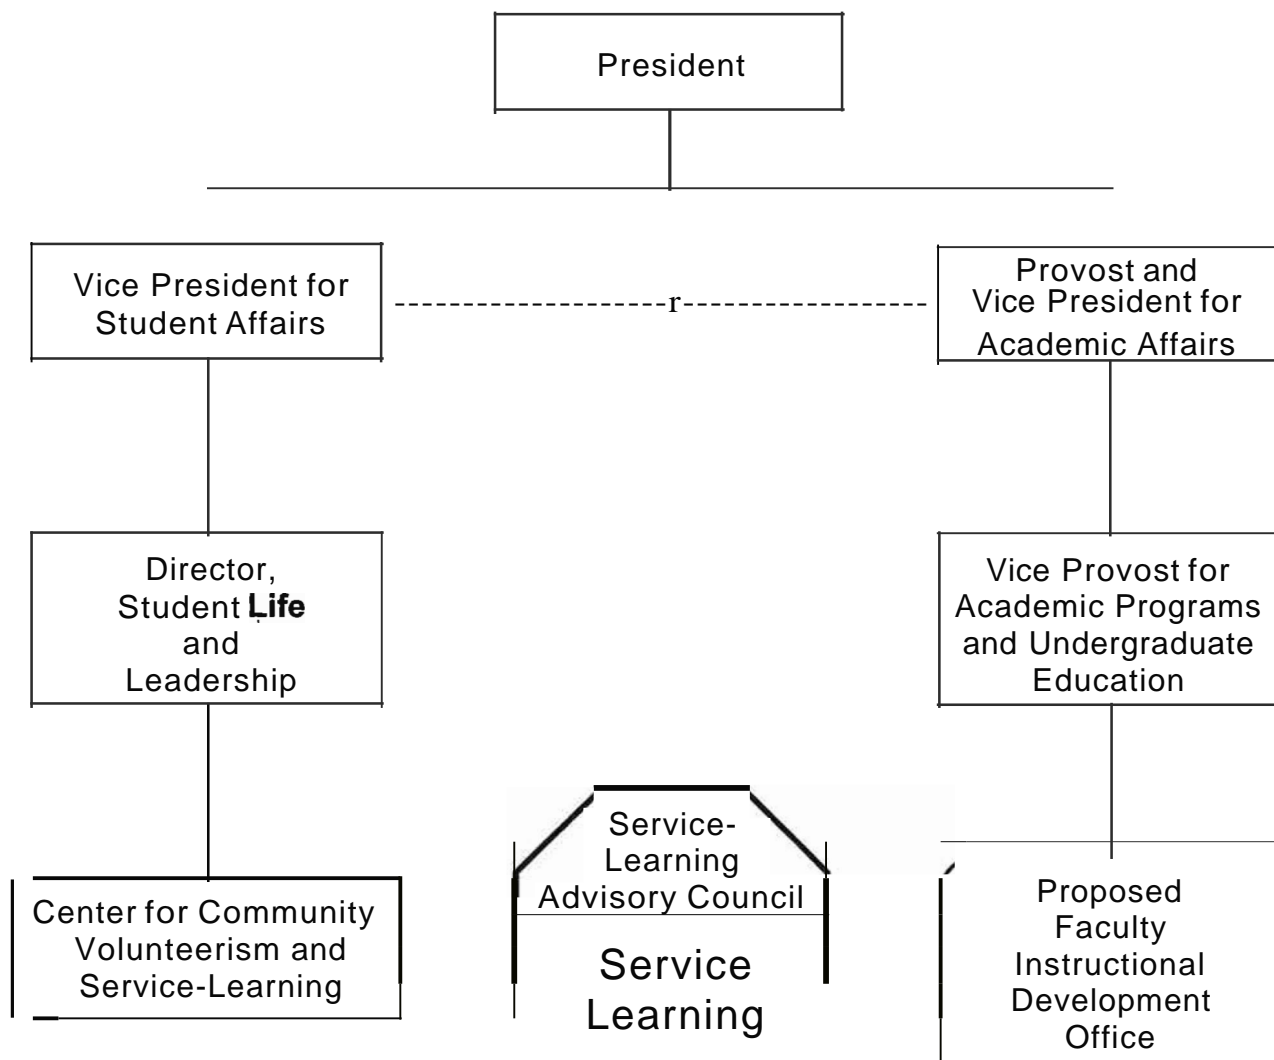 President
Vice President for
Student Affairs
r
Provost and
Vice President for
Academic Affairs
Director,
Student Life
and
Leadership
Vice Provost for
Academic Programs
and Undergraduate
Education
Center for Community
Volunteerism and
Service-Learning
Service-
Learning
Advisory Council
Service
Learning
Proposed
Faculty
Instructional
Development
Office